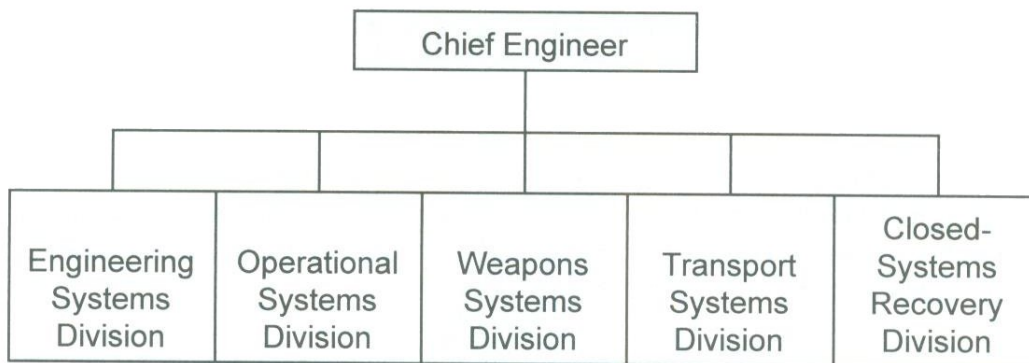 Chief Engineer
Engineering
Systems
Division
Operational
Systems
Division
Weapons
Systems
Division
Transport
Systems
Division
Closed-
Systems
Recovery
Division